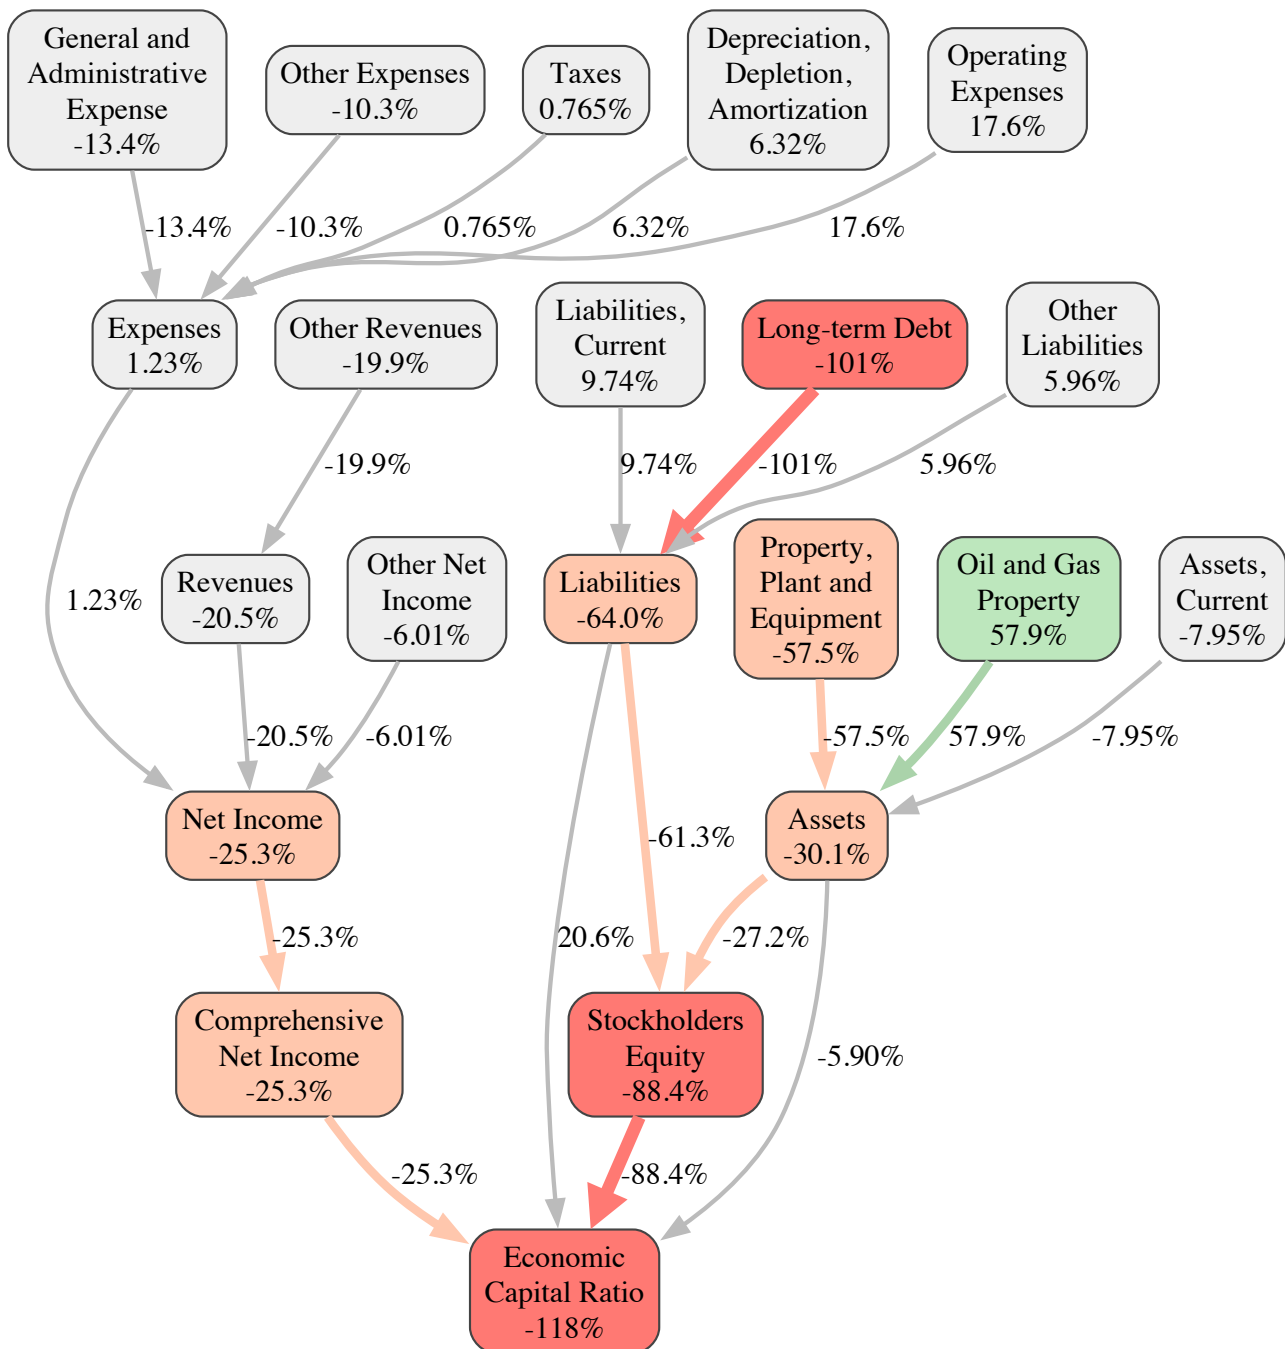 General and
Administrative
Expense
-13.4%
Other Expenses
-10.3%
Taxes
0.765%
Depreciation,
Depletion,
Amortization
6.32%
Operating
Expenses
17.6%
-13.4%
-10.3%
0.765%
6.32%
17.6%
Expenses
1.23%
Other Revenues
-19.9%
Liabilities,
Current
9.74%
Long-term Debt
-101%
Other
Liabilities
5.96%
-19.9%
9.74%
-101%
5.96%
1.23%
Revenues
-20.5%
Other Net
Income
-6.01%
Liabilities
-64.0%
Property,
Plant and
Equipment
-57.5%
Oil and Gas
Property
57.9%
Assets,
Current
-7.95%
-20.5%
-6.01%
-57.5%
57.9%
-7.95%
Net Income
-25.3%
-61.3%
Assets
-30.1%
-25.3%
20.6%
-27.2%
Comprehensive
Net Income
-25.3%
Stockholders
Equity
-88.4%
-5.90%
-25.3%
-88.4%
Economic
Capital Ratio
-118%